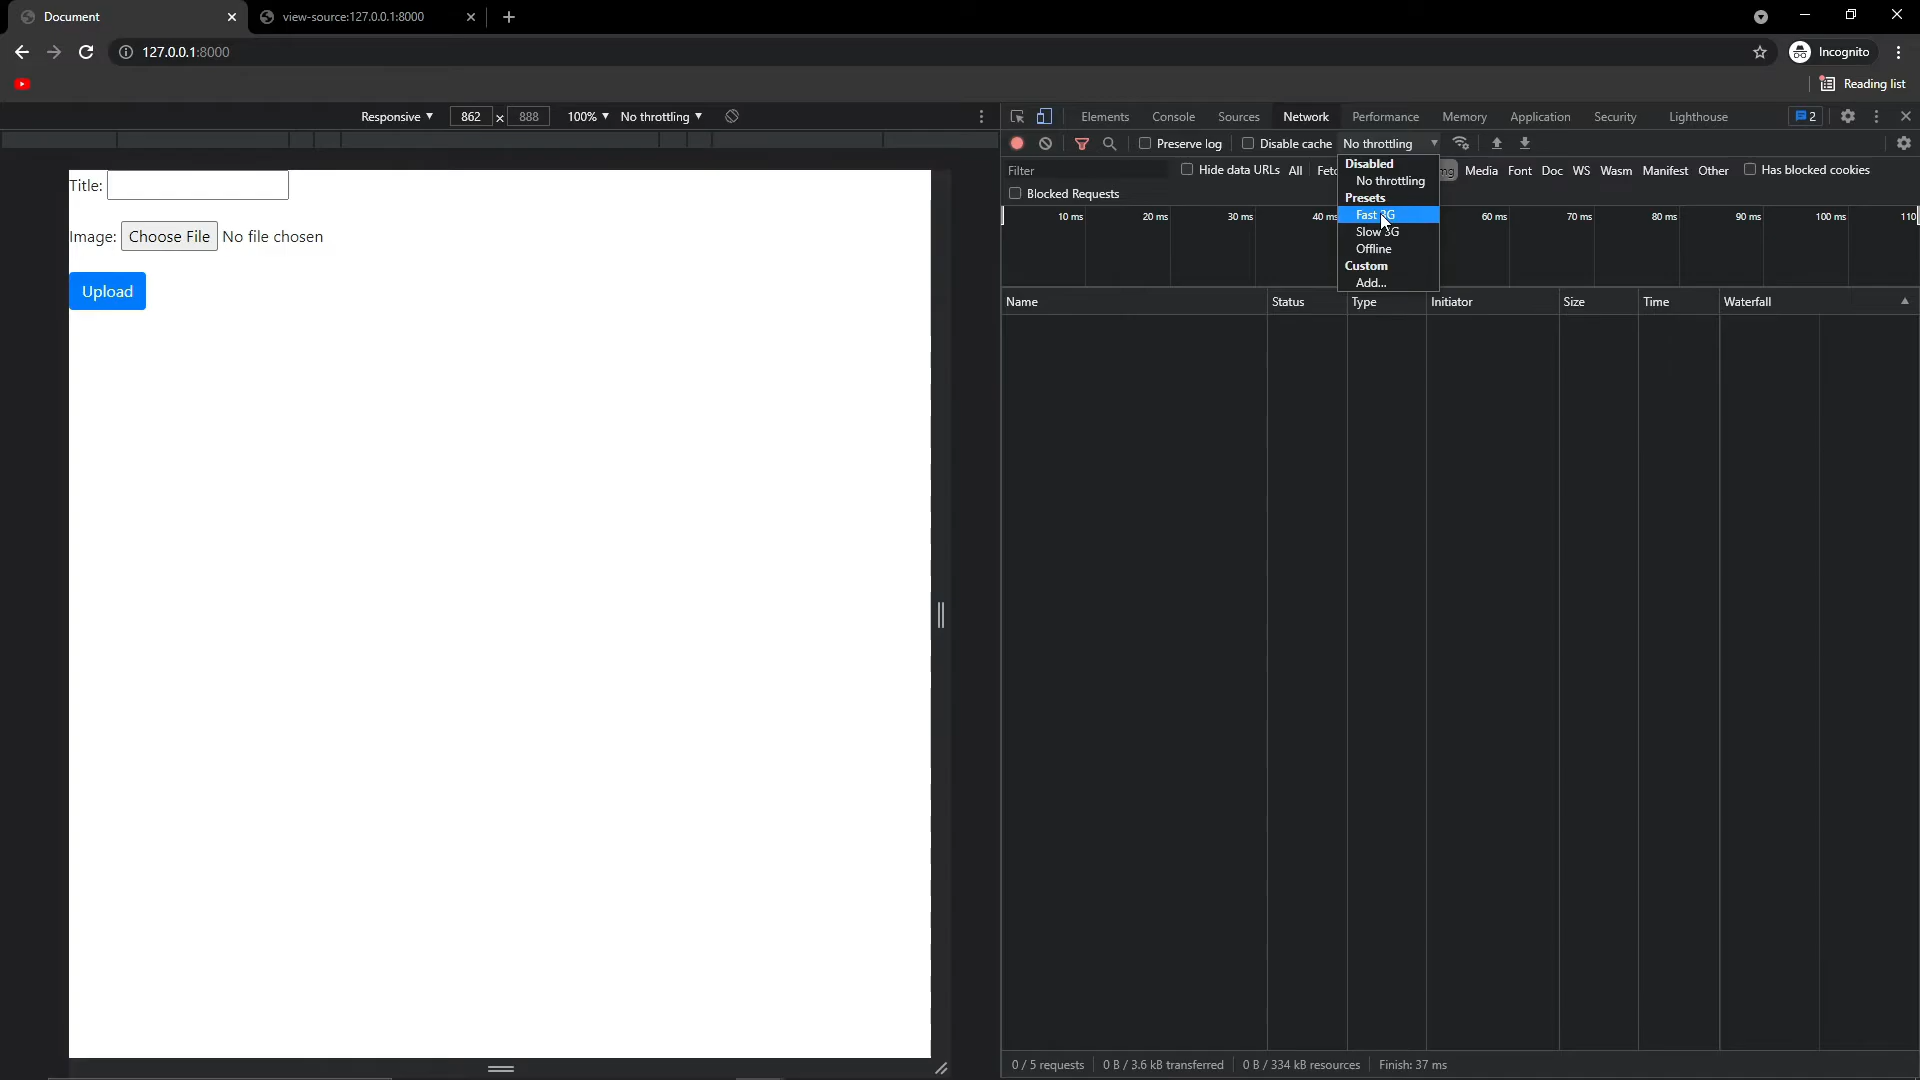 Document
view-source:127.0.0.1:8000
127.0.0.1:8000
Incognito
Reading list
Responsive 862 x 888 100% No throttling
Elements Console Sources Network Performance Memory Application Security Lighthouse 2
Preserve log Disable cache No throttling
Filter Hide data URLs All Media Font Doc WS Wasm Manifest Other Has blocked cookies
Blocked Requests
Disabled
No throttling
Presets
Fast 3G
Slow 3G
Offline
Custom
Add...
10 ms 20 ms 30 ms 40 ms 60 ms 70 ms 80 ms 90 ms 100 ms 110
Name Status Type Initiator Size Time Waterfall
Title:
Image: Choose File No file chosen
Upload
0 / 5 requests 0 B / 3.6 kB transferred 0 B / 334 kB resources Finish: 37 ms